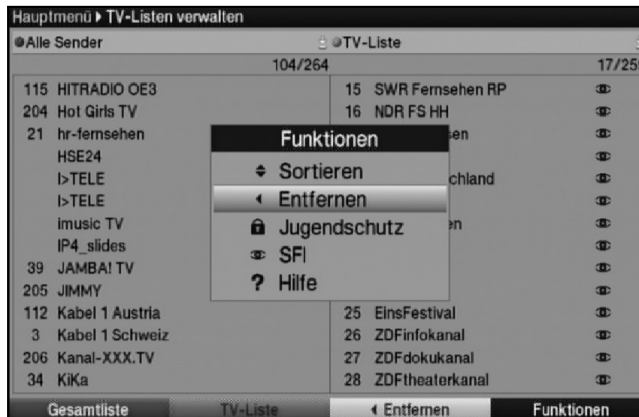 Hauptmenü ▸ TV-Listen verwalten
Alle Sender
104/264
115 HITRADIO OE3
204 Hot Girls TV
21 hr-fernsehen
HSE24
I>TELE
I>TELE
imusic TV
IP4_slides
39 JAMBA! TV
205 JIMMY
112 Kabel 1 Austria
3 Kabel 1 Schweiz
206 Kanal-XXX.TV
34 KiKa
TV-Liste
17/25
15 SWR Fernsehen RP
16 NDR FS HH
sen
chland
en
25 EinsFestival
26 ZDFinfokanal
27 ZDFdokukanal
28 ZDFtheaterkanal
Funktionen
Sortieren
Entfernen
Jugendschutz
SFI
? Hilfe
Gesamtliste
TV-Liste
Entfernen
Funktionen